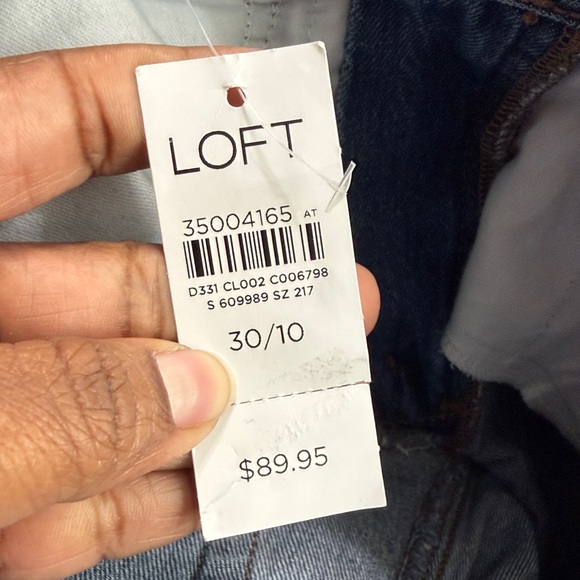 LOFT
35004165 AT
D331 CL002 C006798
S 609989 SZ 217
30/10
$89.95